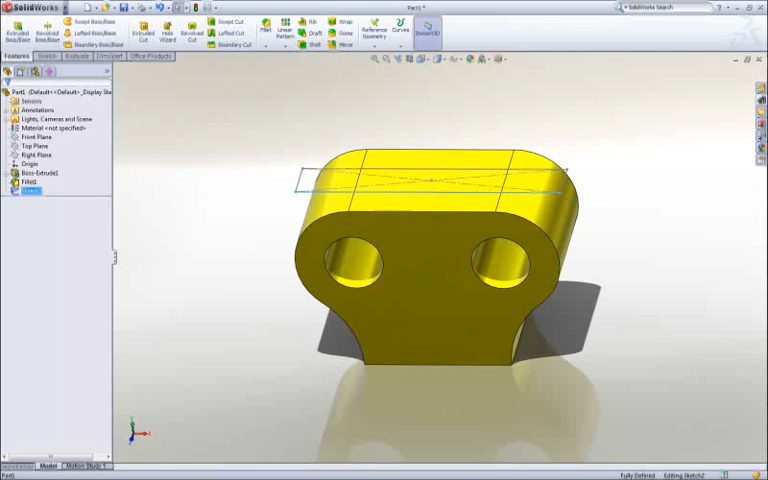 SolidWorks
Part1 *
SolidWorks Search
Extruded Boss/Base
Revolved Boss/Base
Swept Boss/Base
Lofted Boss/Base
Boundary Boss/Base
Extruded Cut
Hole Wizard
Revolved Cut
Swept Cut
Lofted Cut
Boundary Cut
Fillet
Linear Pattern
Rib
Draft
Shell
Wrap
Dome
Mirror
Reference Geometry
Curves
Instant3D
Features
Sketch
Evaluate
DimXpert
Office Products
Part1 (Default<<Default>_Display Sta
Sensors
Annotations
Lights, Cameras and Scene
Material <not specified>
Front Plane
Top Plane
Right Plane
Origin
Boss-Extrude1
Fillet1
Sketch2
Model
Motion Study 1
Part1
Fully Defined
Editing Sketch2